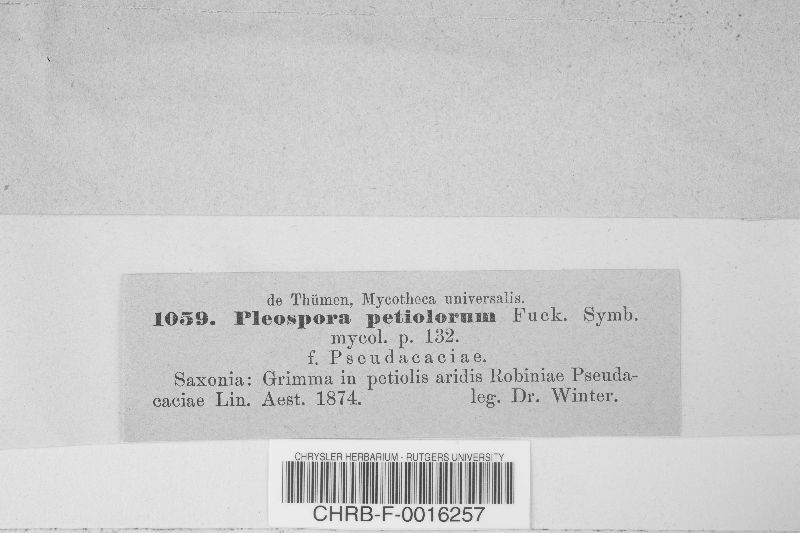 de Thümen, Mycotheca universalis.
1059. Pleospora petiolorum Fuck. Symb.
mycol. p. 132.
f. Pseudacaciae.
Saxonia: Grimma in petiolis aridis Robiniae Pseuda-
caciae Lin. Aest. 1874. leg. Dr. Winter.
CHRYSLER HERBARIUM - RUTGERS UNIVERSITY
CHRB-F-0016257